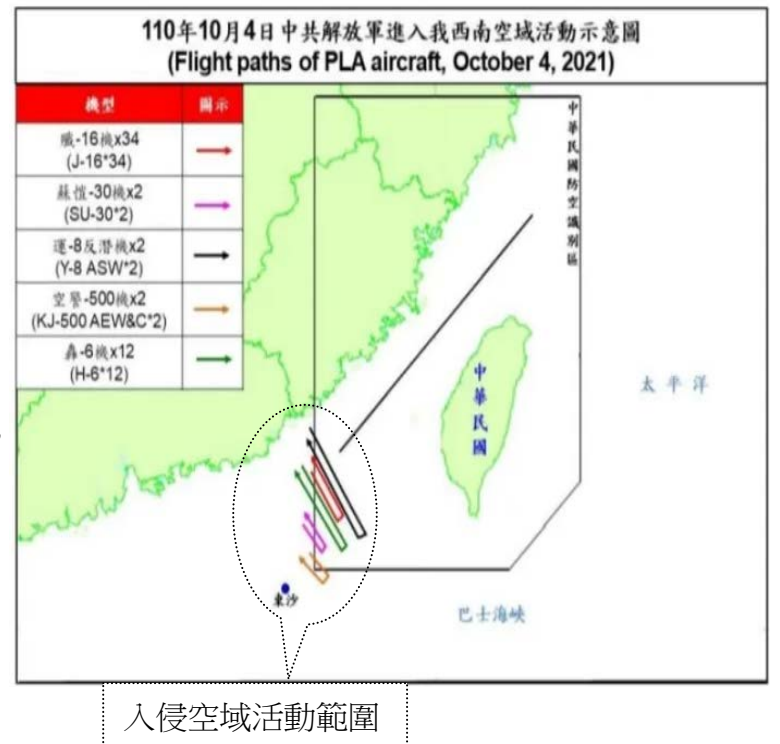 110年10月4日中共解放軍進入我西南空域活動示意圖
(Flight paths of PLA aircraft, October 4, 2021)
機型 圖示
殲-16機x34
(J-16*34)
蘇愷-30機x2
(SU-30*2)
運-8反潛機x2
(Y-8 ASW*2)
空警-500機x2
(KJ-500 AEW&C*2)
轟-6機x12
(H-6*12)
中華民國防空識別區
中華民國
太平洋
東沙
巴士海峽
入侵空域活動範圍